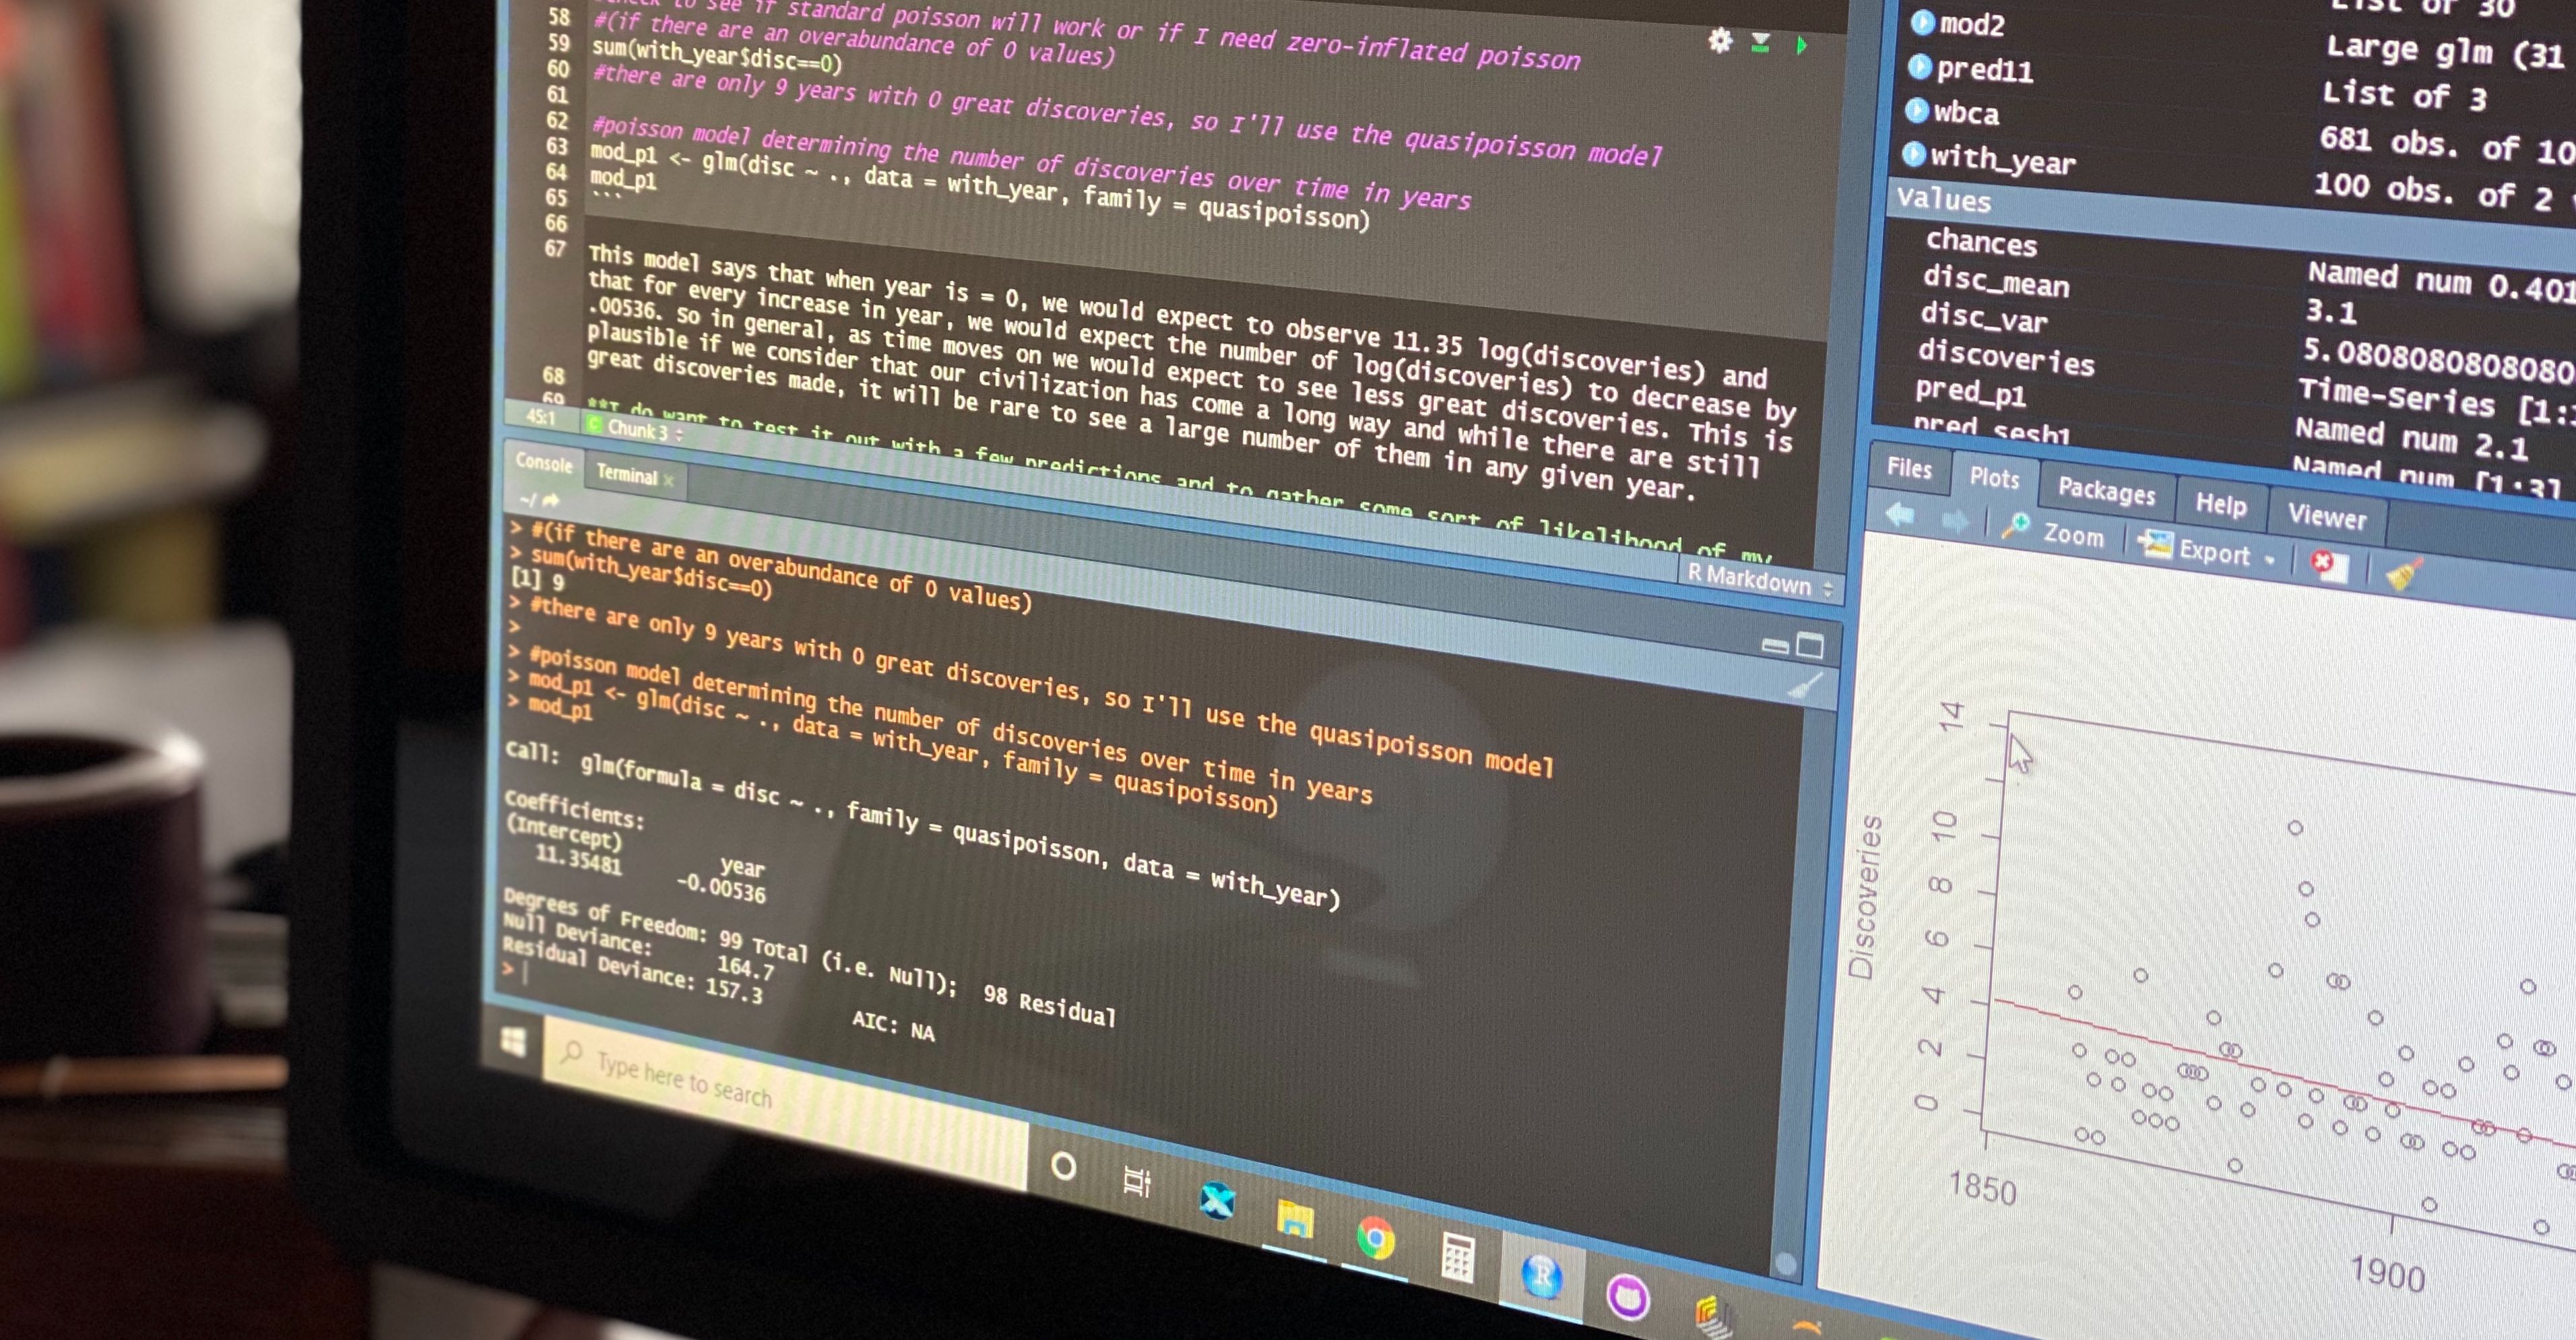 to see if standard poisson will work or if I need zero-inflated poisson
58 #(if there are an overabundance of 0 values)
59 sum(with_year$disc==0)
60 #there are only 9 years with 0 great discoveries, so I'll use the quasipoisson model
61
62 #poisson model determining the number of discoveries over time in years
63 mod_p1 <- glm(disc ~ ., data = with_year, family = quasipoisson)
64 mod_p1
65 ```
66
67 This model says that when year is = 0, we would expect to observe 11.35 log(discoveries) and
that for every increase in year, we would expect the number of log(discoveries) to decrease by
.00536. So in general, as time moves on we would expect to see less great discoveries. This is
plausible if we consider that our civilization has come a long way and while there are still
great discoveries made, it will be rare to see a large number of them in any given year.
68
69 **I do want to test it out with a few predictions and to gather some sort of likelihood of my
45:1 Chunk 3
R Markdown
Console Terminal
~/
> #(if there are an overabundance of 0 values)
> sum(with_year$disc==0)
[1] 9
> #there are only 9 years with 0 great discoveries, so I'll use the quasipoisson model
>
> #poisson model determining the number of discoveries over time in years
> mod_p1 <- glm(disc ~ ., data = with_year, family = quasipoisson)
> mod_p1
Call: glm(formula = disc ~ ., family = quasipoisson, data = with_year)
Coefficients:
(Intercept) year
11.35481 -0.00536
Degrees of Freedom: 99 Total (i.e. Null); 98 Residual
Null Deviance: 164.7
Residual Deviance: 157.3 AIC: NA
>
Type here to search
List of 30
mod2 Large glm (31
pred11 List of 3
wbca 681 obs. of 10
with_year 100 obs. of 2
Values
chances Named num 0.401
disc_mean 3.1
disc_var 5.0808080808080
discoveries Time-Series [1:
pred_p1 Named num 2.1
pred_sesh1 Named num [1:3]
Files Plots Packages Help Viewer
Zoom Export
Discoveries
14
10
8
6
4
2
0
1850
1900